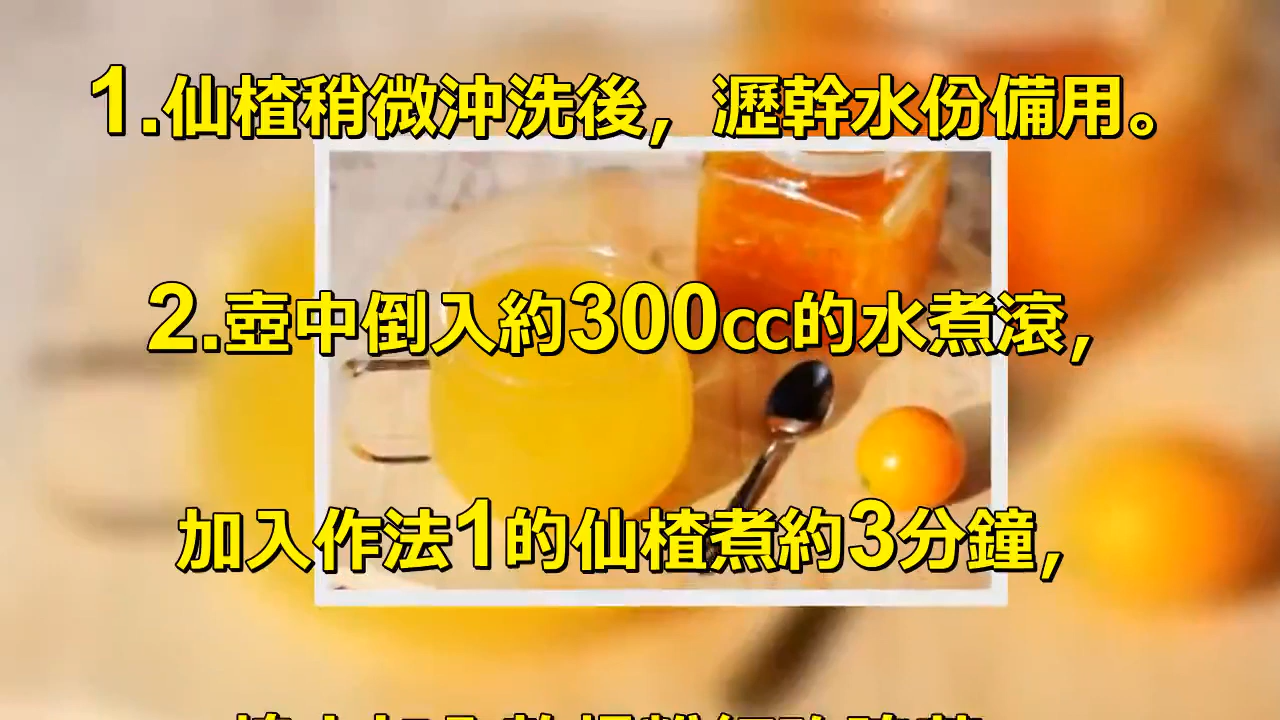 1.仙楂稍微沖洗後，瀝幹水份備用。
2.壺中倒入約300cc的水煮滾，
加入作法1的仙楂煮約3分鐘，